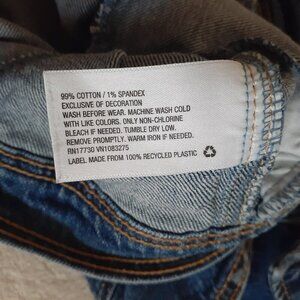 99% COTTON / 1% SPANDEX
EXCLUSIVE OF DECORATION
WASH BEFORE WEAR. MACHINE WASH COLD
WITH LIKE COLORS. ONLY NON-CHLORINE
BLEACH IF NEEDED. TUMBLE DRY LOW.
REMOVE PROMPTLY. WARM IRON IF NEEDED.
RN17730 VN1083275
LABEL MADE FROM 100% RECYCLED PLASTIC